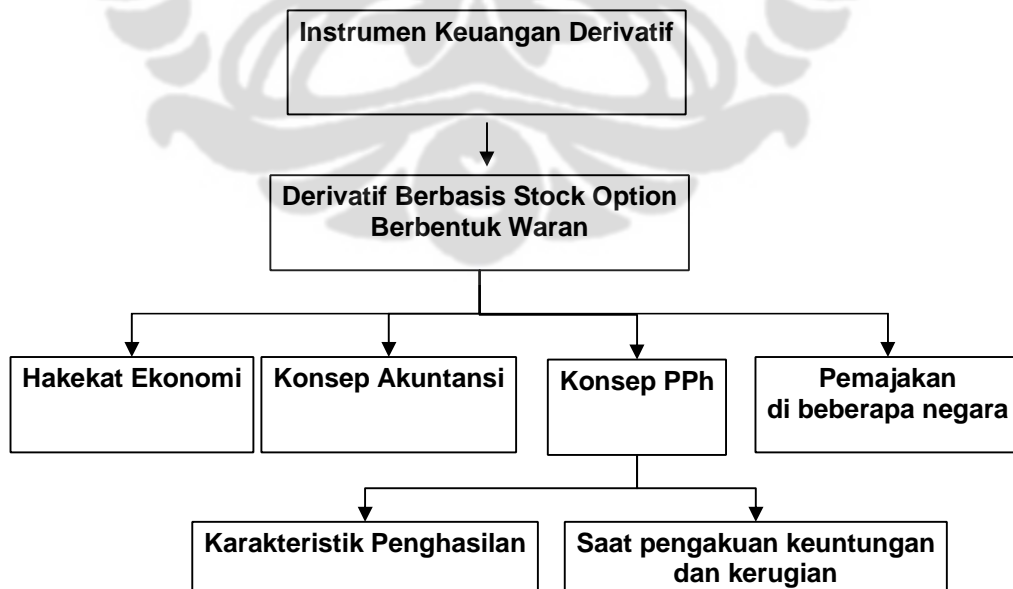 Instrumen Keuangan Derivatif
Derivatif Berbasis Stock Option
Berbentuk Waran
Hakekat Ekonomi
Konsep Akuntansi
Konsep PPh
Pemajakan
di beberapa negara
Karakteristik Penghasilan
Saat pengakuan keuntungan
dan kerugian